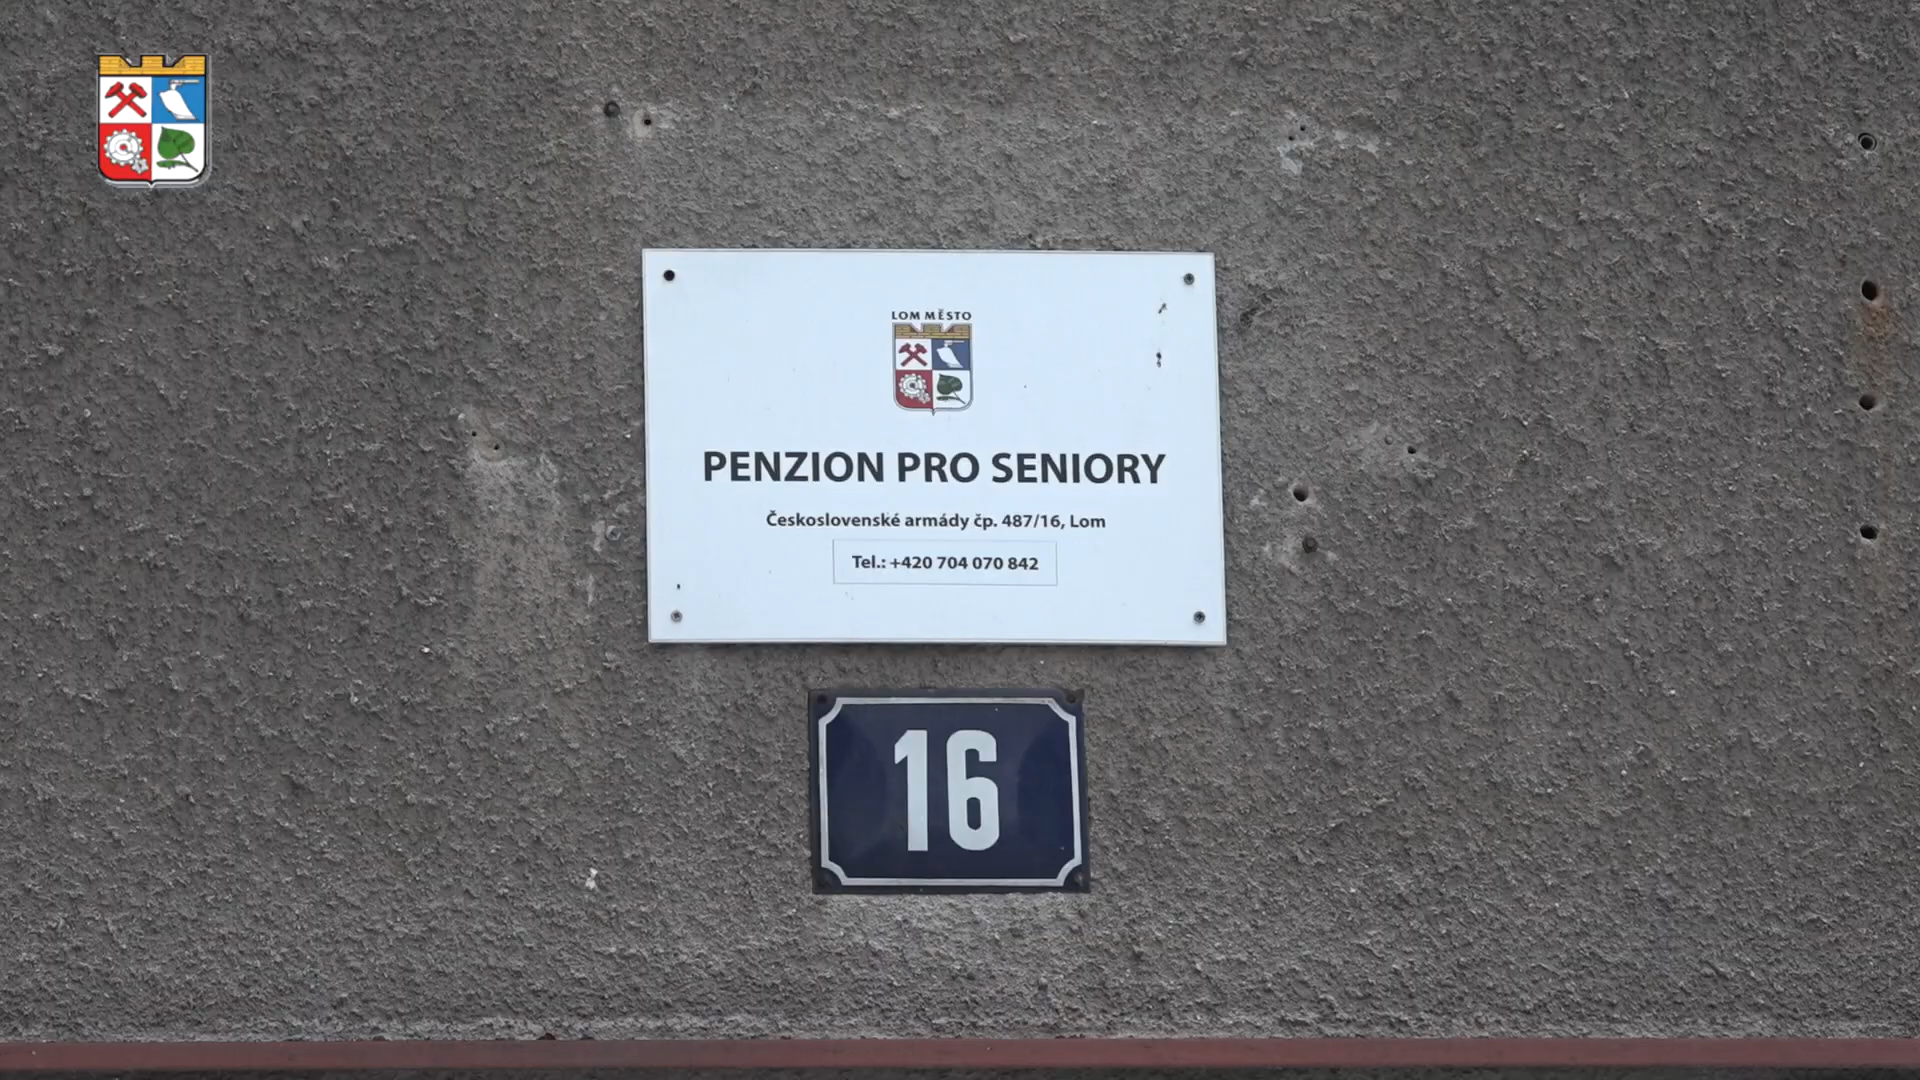 LOM MĚSTO
PENZION PRO SENIORY
Československé armády čp. 487/16, Lom
Tel.: +420 704 070 842
16